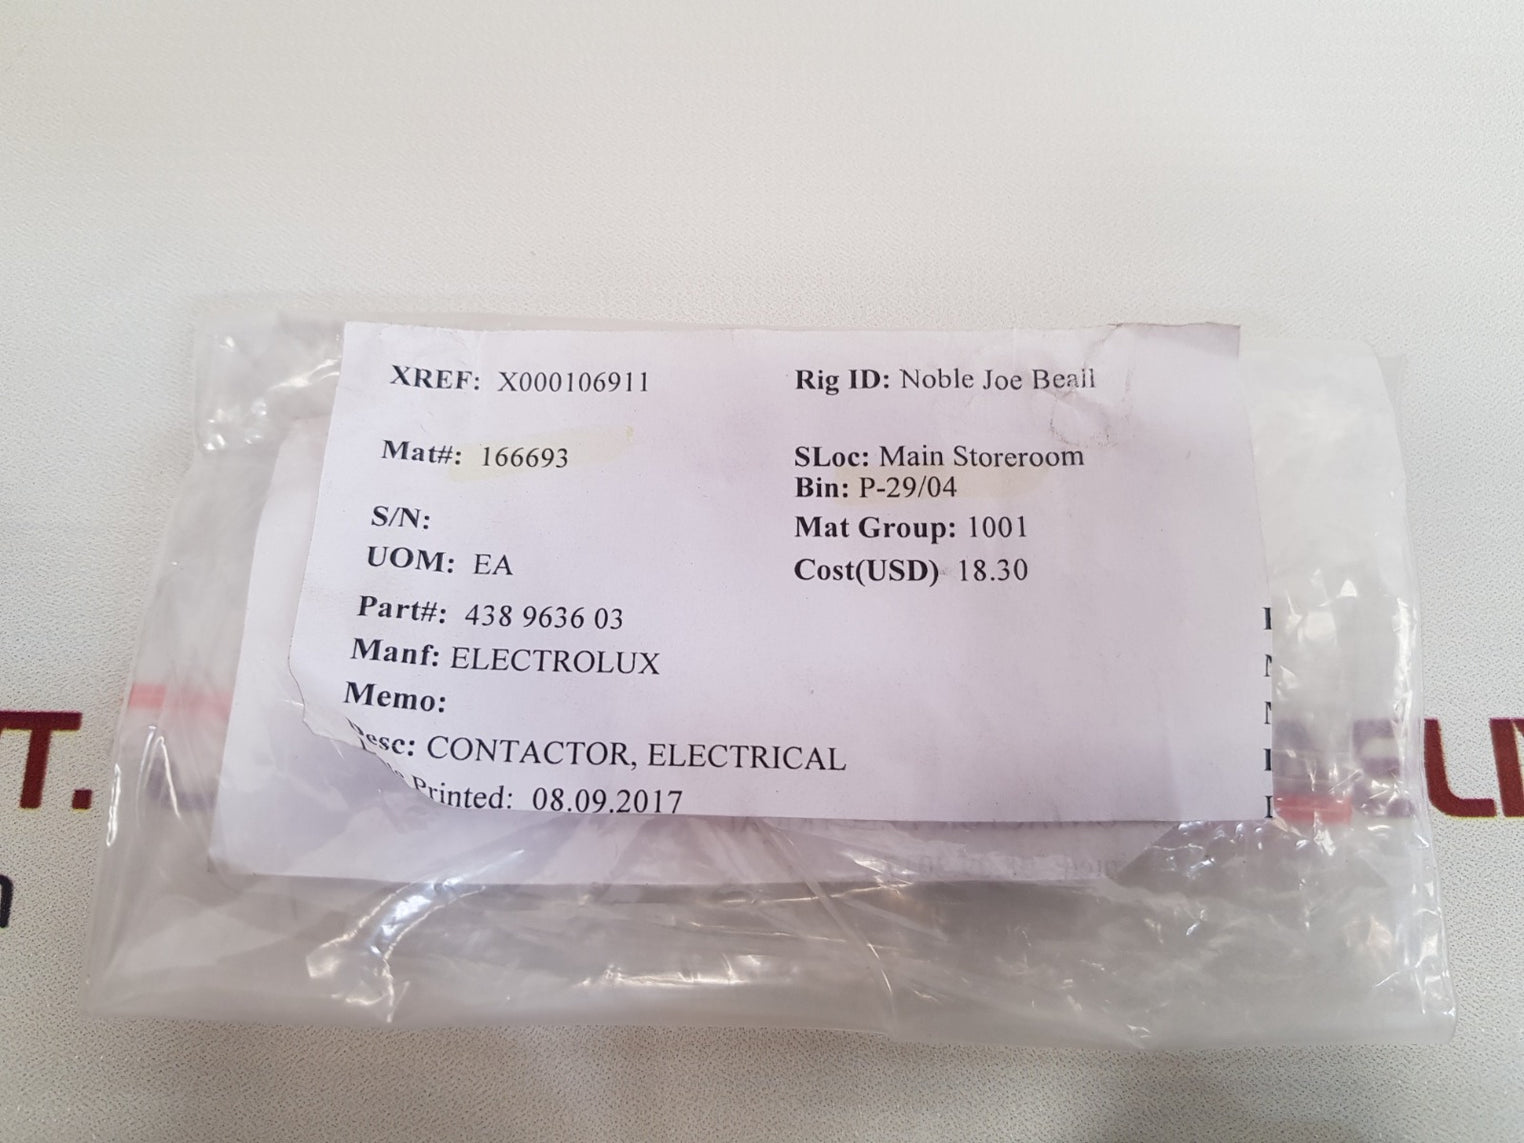 XREF: X000106911 Rig ID: Noble Joe Beall
Mat#: 166693 SLoc: Main Storeroom
Bin: P-29/04
S/N: Mat Group: 1001
UOM: EA Cost(USD) 18.30
Part#: 438 9636 03
Manf: ELECTROLUX
Memo:
esc: CONTACTOR, ELECTRICAL
Printed: 08.09.2017
T.